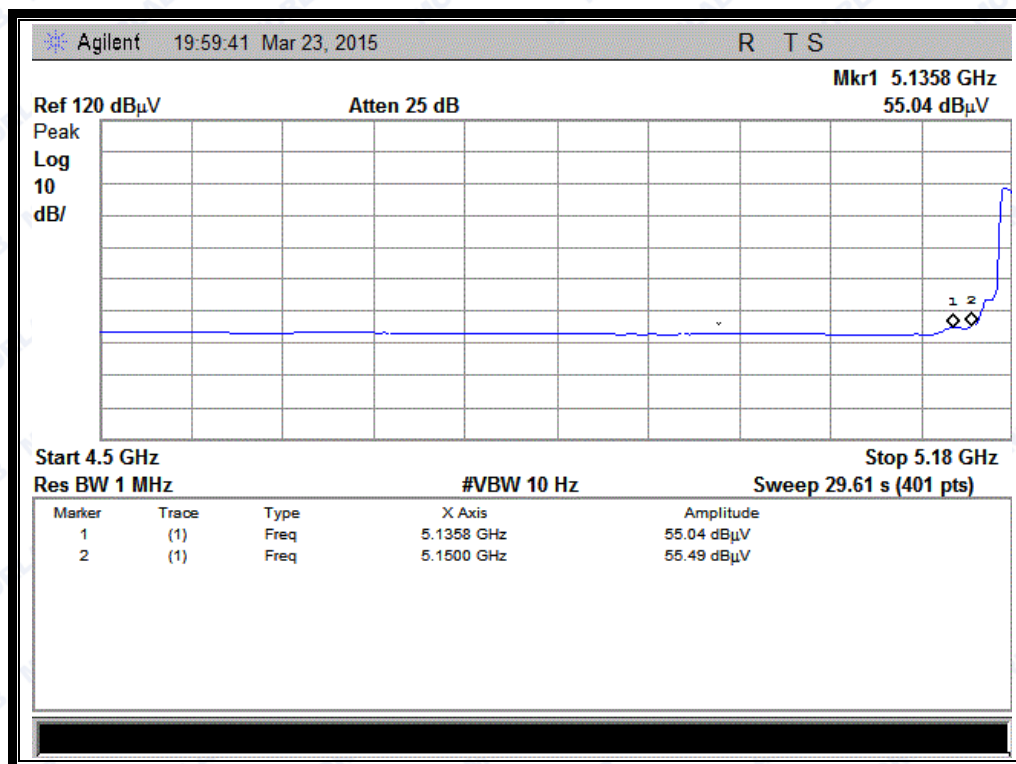 Agilent 19:59:41 Mar 23, 2015 R T S
Mkr1 5.1358 GHz
Ref 120 dBμV Atten 25 dB 55.04 dBμV
Peak
Log
10
dB/
1 2
Start 4.5 GHz Stop 5.18 GHz
Res BW 1 MHz #VBW 10 Hz Sweep 29.61 s (401 pts)
Marker Trace Type X Axis Amplitude
1 (1) Freq 5.1358 GHz 55.04 dBμV
2 (1) Freq 5.1500 GHz 55.49 dBμV